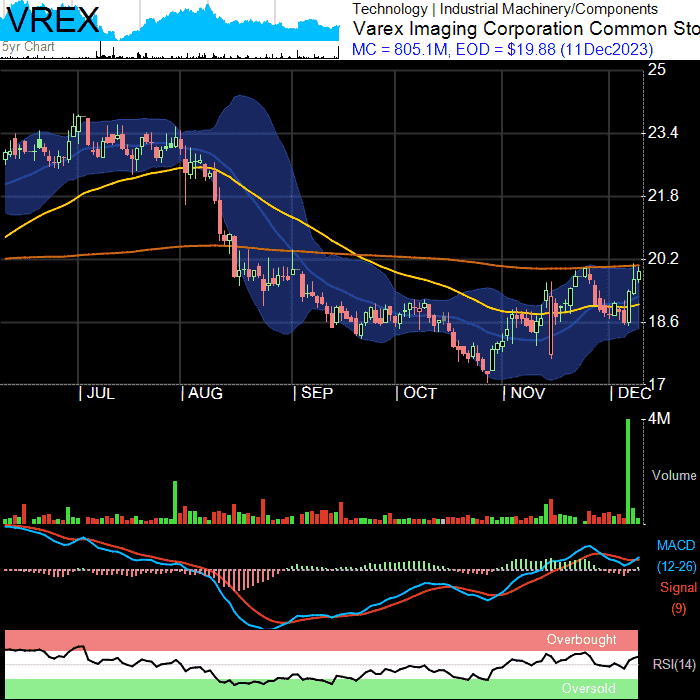 VREX
5yr Chart
Technology | Industrial Machinery/Components
Varex Imaging Corporation Common Sto
MC = 805.1M, EOD = $19.88 (11Dec2023)
25
23.4
21.8
20.2
18.6
17
| JUL | AUG | SEP | OCT | NOV | DEC
4M
Volume
MACD
(12-26)
Signal
(9)
Overbought
RSI(14)
Oversold